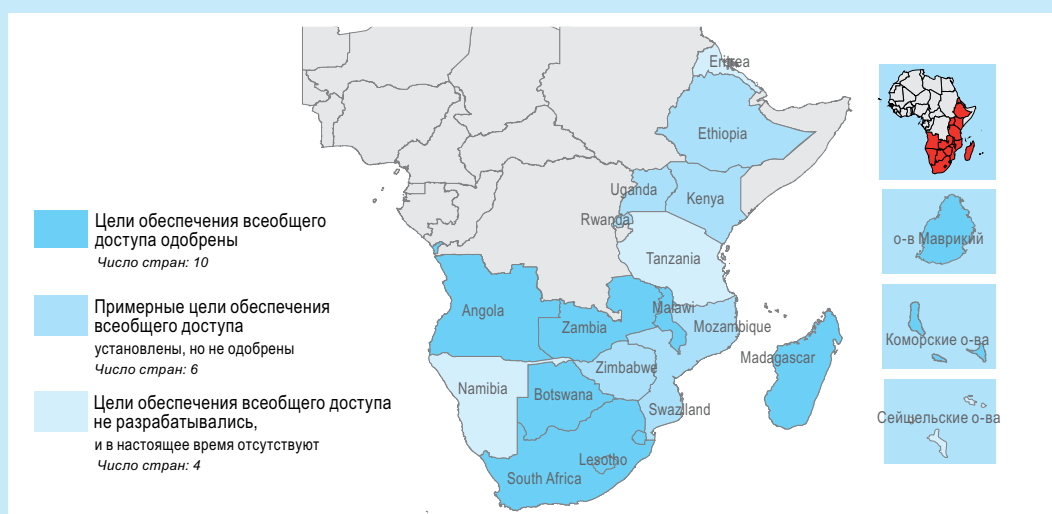 Цели обеспечения всеобщего
доступа одобрены
Число стран: 10
Примерные цели обеспечения
всеобщего доступа
установлены, но не одобрены
Число стран: 6
Цели обеспечения всеобщего доступа
не разрабатывались,
и в настоящее время отсутствуют
Число стран: 4
Eritrea
Ethiopia
Uganda
Kenya
Rwanda
Tanzania
Angola
Malawi
Zambia
Mozambique
Madagascar
Zimbabwe
Namibia
Botswana
Swaziland
Lesotho
South Africa
о-в Маврикий
Коморские о-ва
Сейшельские о-ва